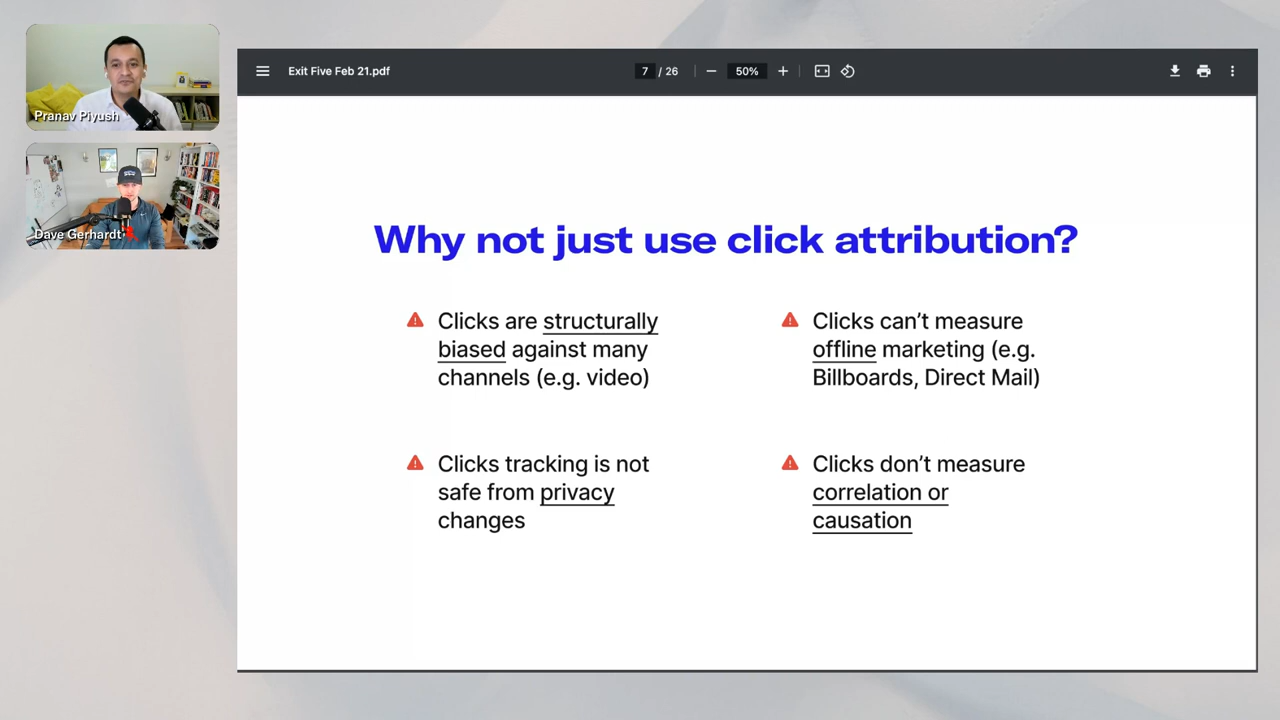 Pranav Piyush
Dave Gerhardt
Exit Five Feb 21.pdf
7 / 26
50%
Why not just use click attribution?
Clicks are structurally
biased against many
channels (e.g. video)
Clicks can’t measure
offline marketing (e.g.
Billboards, Direct Mail)
Clicks tracking is not
safe from privacy
changes
Clicks don’t measure
correlation or
causation